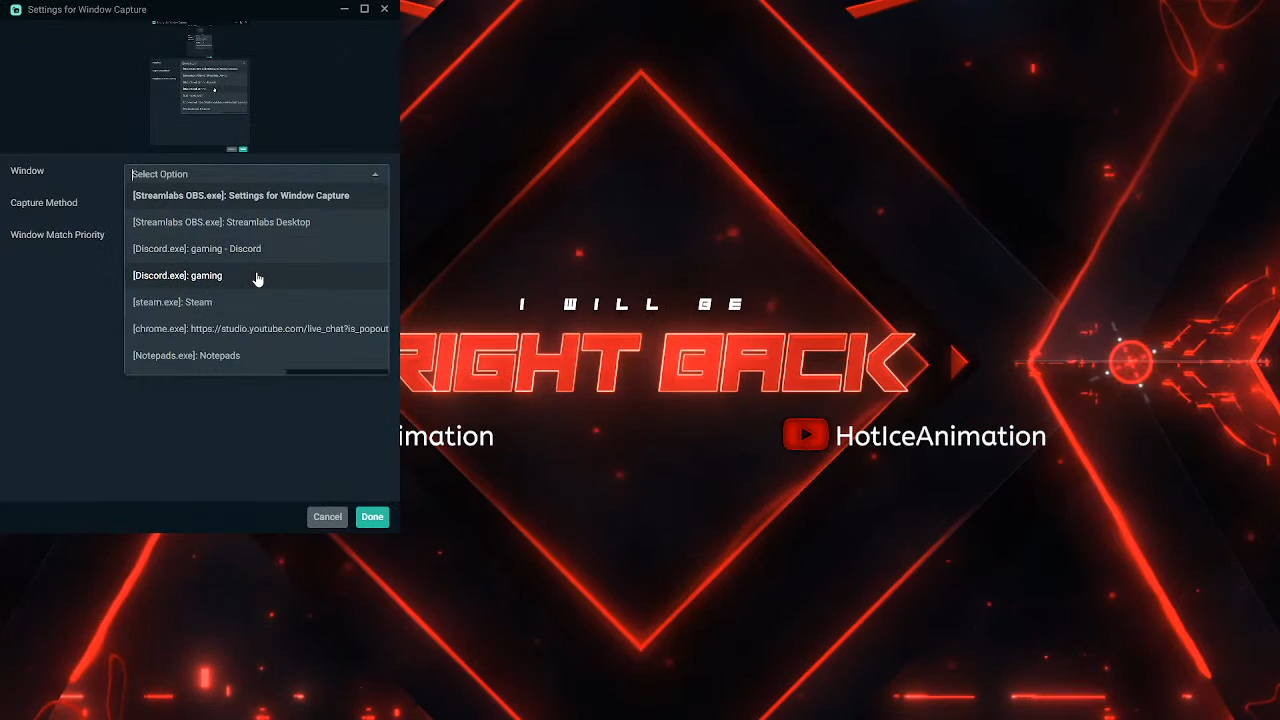 Settings for Window Capture
Window
Select Option
[Streamlabs OBS.exe]: Settings for Window Capture
Capture Method
[Streamlabs OBS.exe]: Streamlabs Desktop
Window Match Priority
[Discord.exe]: gaming - Discord
[Discord.exe]: gaming
[steam.exe]: Steam
[chrome.exe]: https://studio.youtube.com/live_chat?is_popout
[Notepads.exe]: Notepads
Cancel
Done
I WILL BE
RIGHT BACK
imation
HotIceAnimation